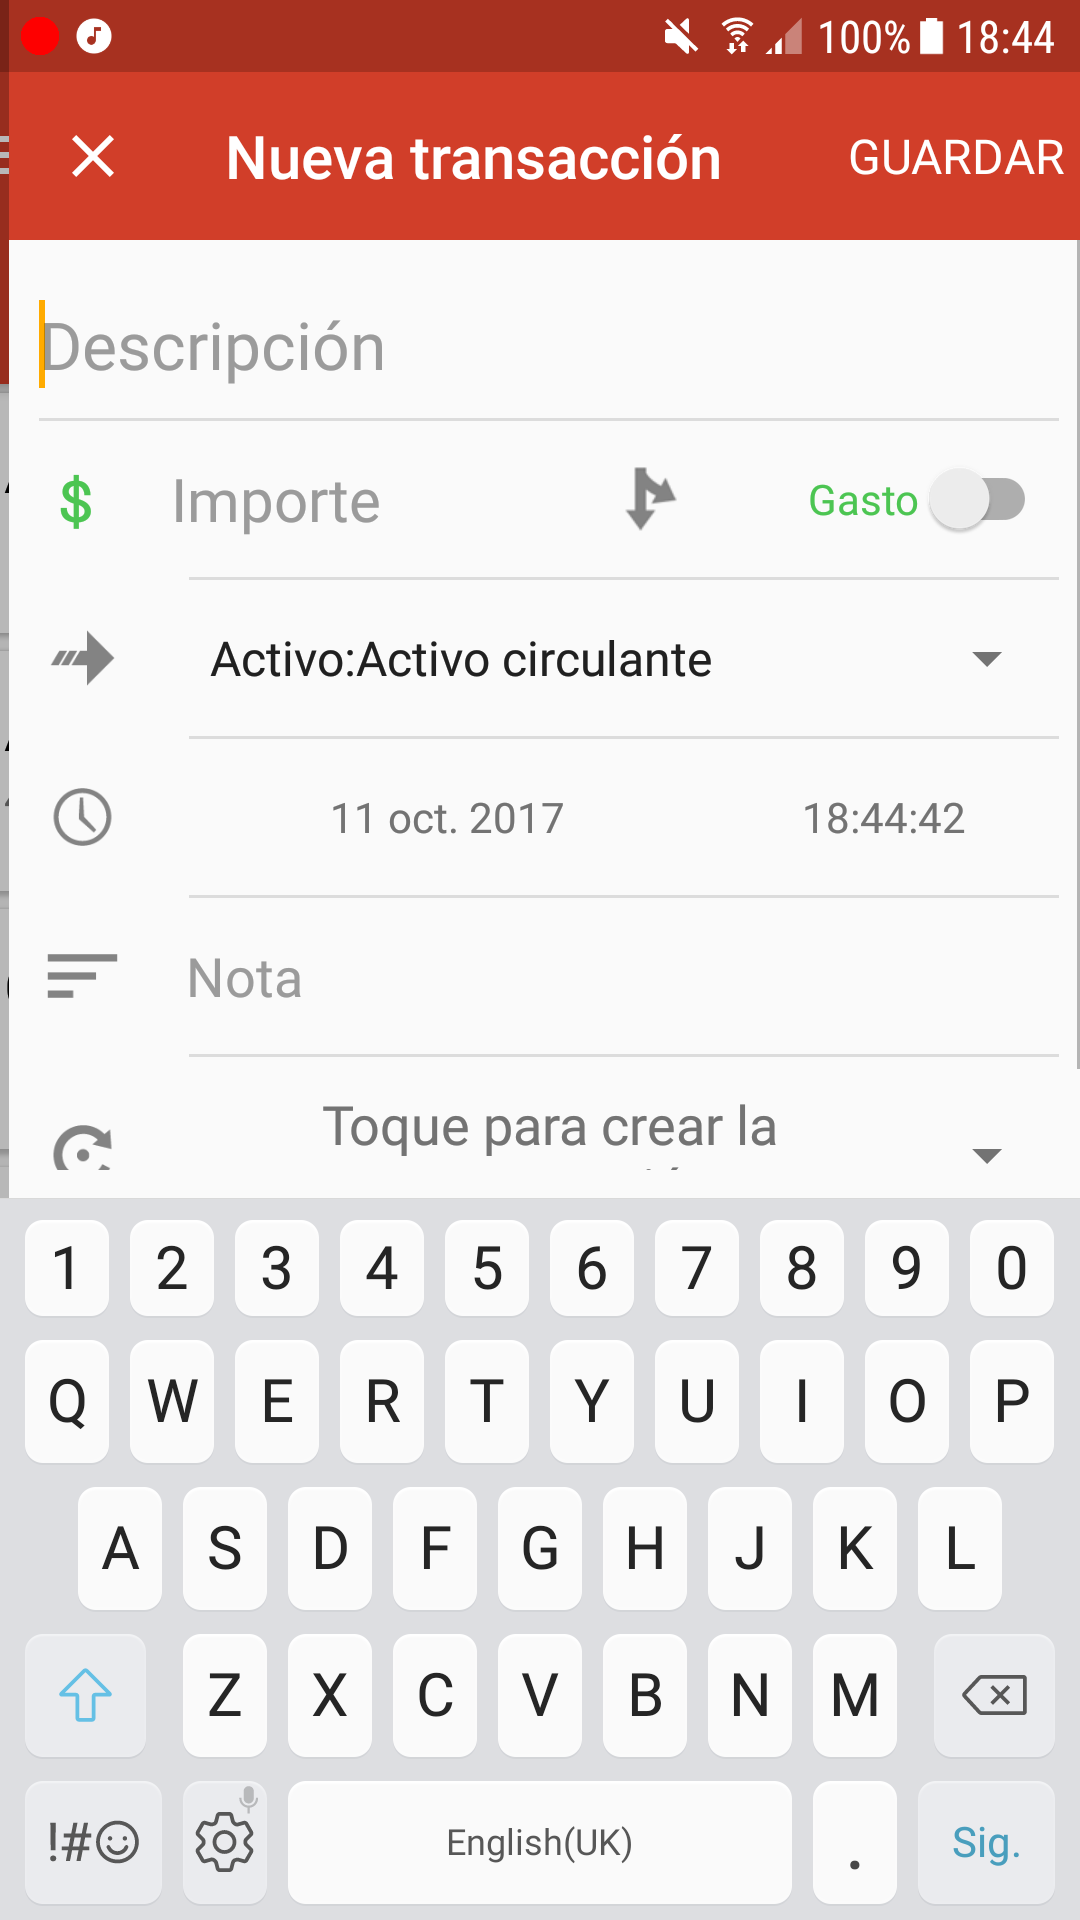 100% 18:44
Nueva transacción GUARDAR
Descripción
$ Importe Gasto
Activo:Activo circulante
11 oct. 2017 18:44:42
Nota
Toque para crear la
1 2 3 4 5 6 7 8 9 0
Q W E R T Y U I O P
A S D F G H J K L
Z X C V B N M
!# English(UK) . Sig.